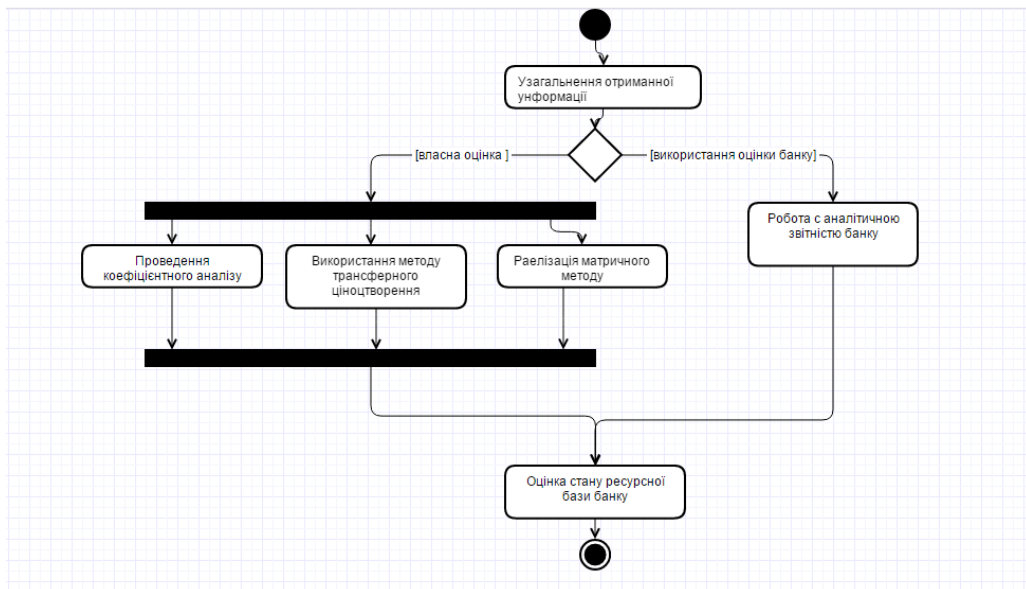 Узагальнення отриманної
унформації
[власна оцінка ]
[використання оцінки банку]
Проведення
коефіцієнтного аналізу
Використання методу
трансферного
ціноцтворення
Раелізація матричного
методу
Робота с аналітичною
звітністю банку
Оцінка стану ресурсної
бази банку